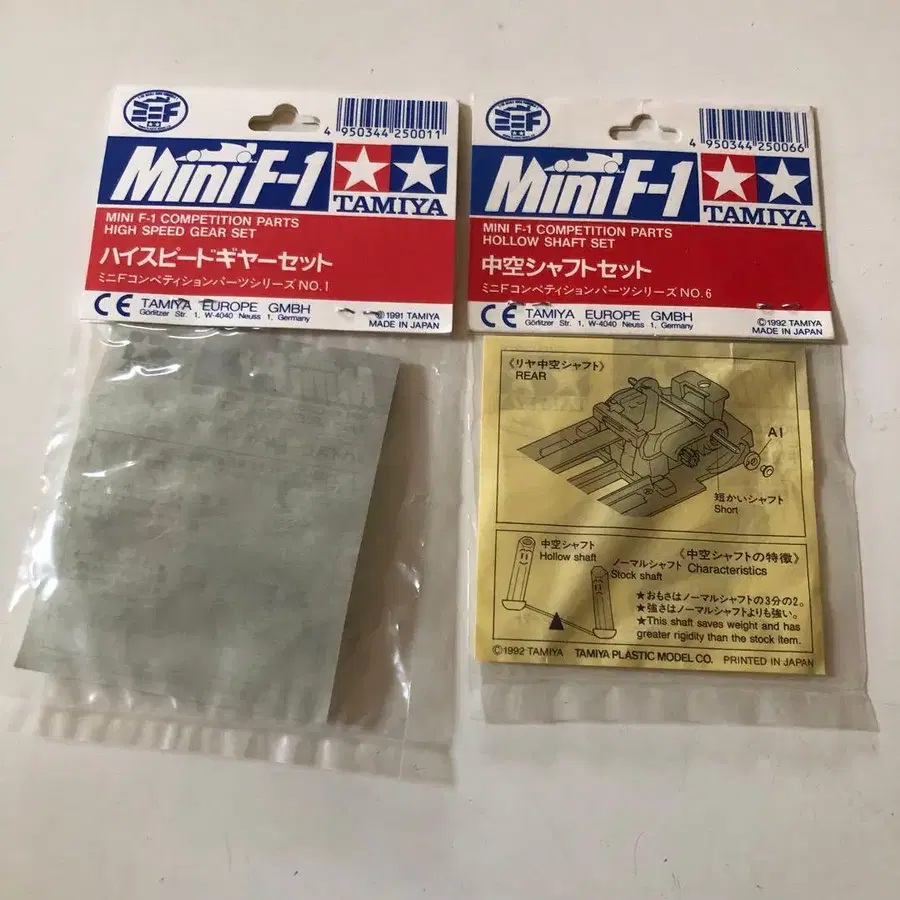 ミニF
4 950344 250011
Mini F-1
TAMIYA
MINI F-1 COMPETITION PARTS
HIGH SPEED GEAR SET
ハイスピードギヤーセット
ミニFコンペティションパーツシリーズ NO.1
CE TAMIYA EUROPE GMBH
Görlitzer Str. 1, W-4040 Neuss 1, Germany
©1991 TAMIYA
MADE IN JAPAN
ミニF
4 950344 250066
Mini F-1
TAMIYA
MINI F-1 COMPETITION PARTS
HOLLOW SHAFT SET
中空シャフトセット
ミニFコンペティションパーツシリーズ NO.6
CE TAMIYA EUROPE GMBH
Görlitzer Str. 1, W-4040 Neuss 1, Germany
©1992 TAMIYA
MADE IN JAPAN
《リヤ中空シャフト》
REAR
A1
短かいシャフト
Short
中空シャフト
Hollow shaft
ノーマルシャフト
Stock shaft
《中空シャフトの特徴》
Characteristics
★おもさはノーマルシャフトの3分の2。
★強さはノーマルシャフトよりも強い。
★This shaft saves weight and has
greater rigidity than the stock item.
©1992 TAMIYA TAMIYA PLASTIC MODEL CO. PRINTED IN JAPAN